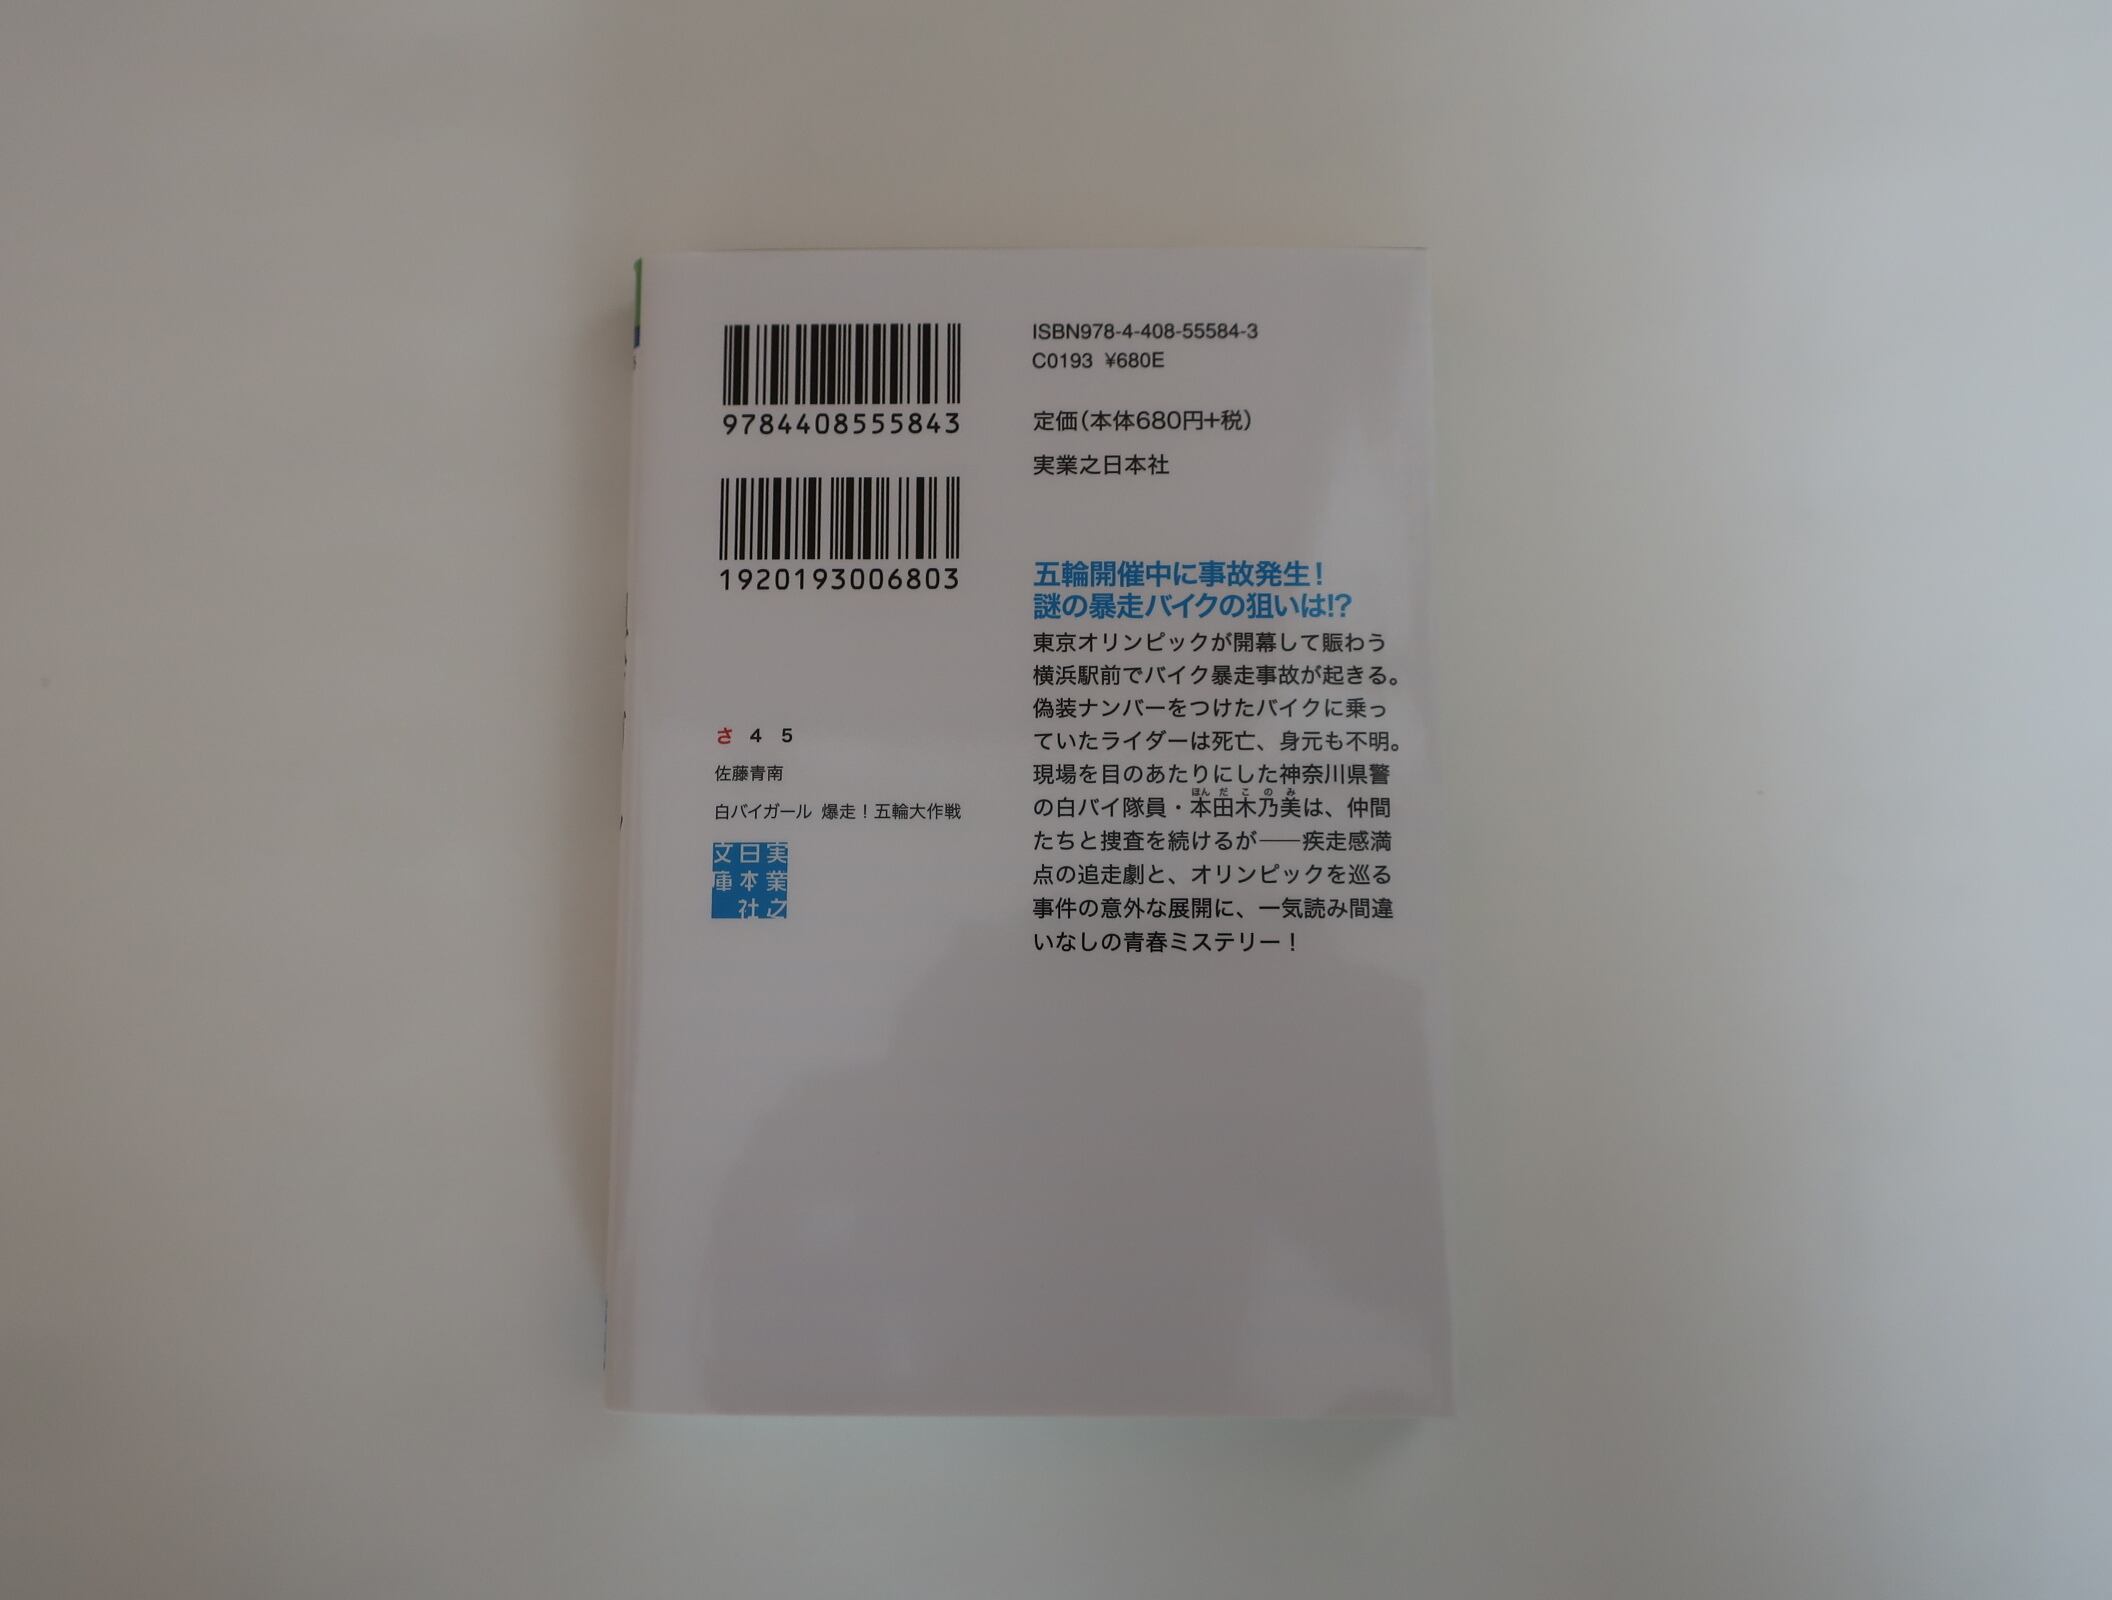 9784408555843
1920193006803
ISBN978-4-408-55584-3
C0193 ¥680E
定価(本体680円+税)
実業之日本社
五輪開催中に事故発生!
謎の暴走バイクの狙いは!?
東京オリンピックが開幕して賑わう
横浜駅前でバイク暴走事故が起きる。
偽装ナンバーをつけたバイクに乗っ
ていたライダーは死亡、身元も不明。
現場を目のあたりにした神奈川県警
ほんだこのみ
の白バイ隊員・本田木乃美は、仲間
たちと捜査を続けるが――疾走感満
点の追走劇と、オリンピックを巡る
事件の意外な展開に、一気読み間違
いなしの青春ミステリー!
さ 4 5
佐藤青南
白バイガール 爆走!五輪大作戦
実業之
日本社
文庫